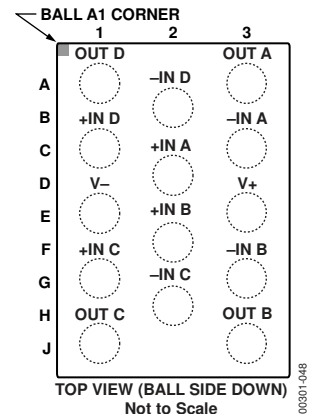 BALL A1 CORNER
1 2 3
OUT D OUT A
A –IN D
B +IN D –IN A
C +IN A
D V– V+
E +IN B
F +IN C –IN B
G –IN C
H OUT C OUT B
J
TOP VIEW (BALL SIDE DOWN)
Not to Scale
00301-048